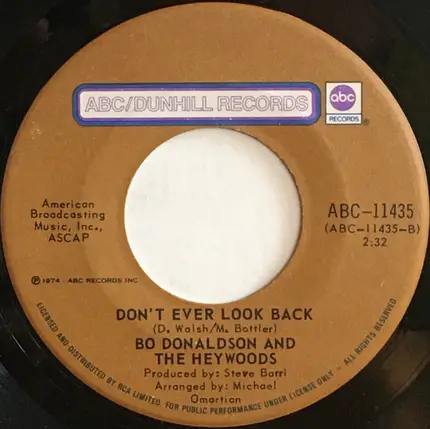 ABC/DUNHILL RECORDS
abc
RECORDS
®
American
Broadcasting
Music, Inc.,
ASCAP
ABC-11435
(ABC-11435-B)
2:32
℗ 1974 · ABC RECORDS INC
DON'T EVER LOOK BACK
(D. Walsh/M. Bottler)
BO DONALDSON AND
THE HEYWOODS
Produced by: Steve Barri
Arranged by: Michael
Omartian
LICENSED AND DISTRIBUTED BY RCA LIMITED. FOR PUBLIC PERFORMANCE UNDER LICENSE ONLY – ALL RIGHTS RESERVED